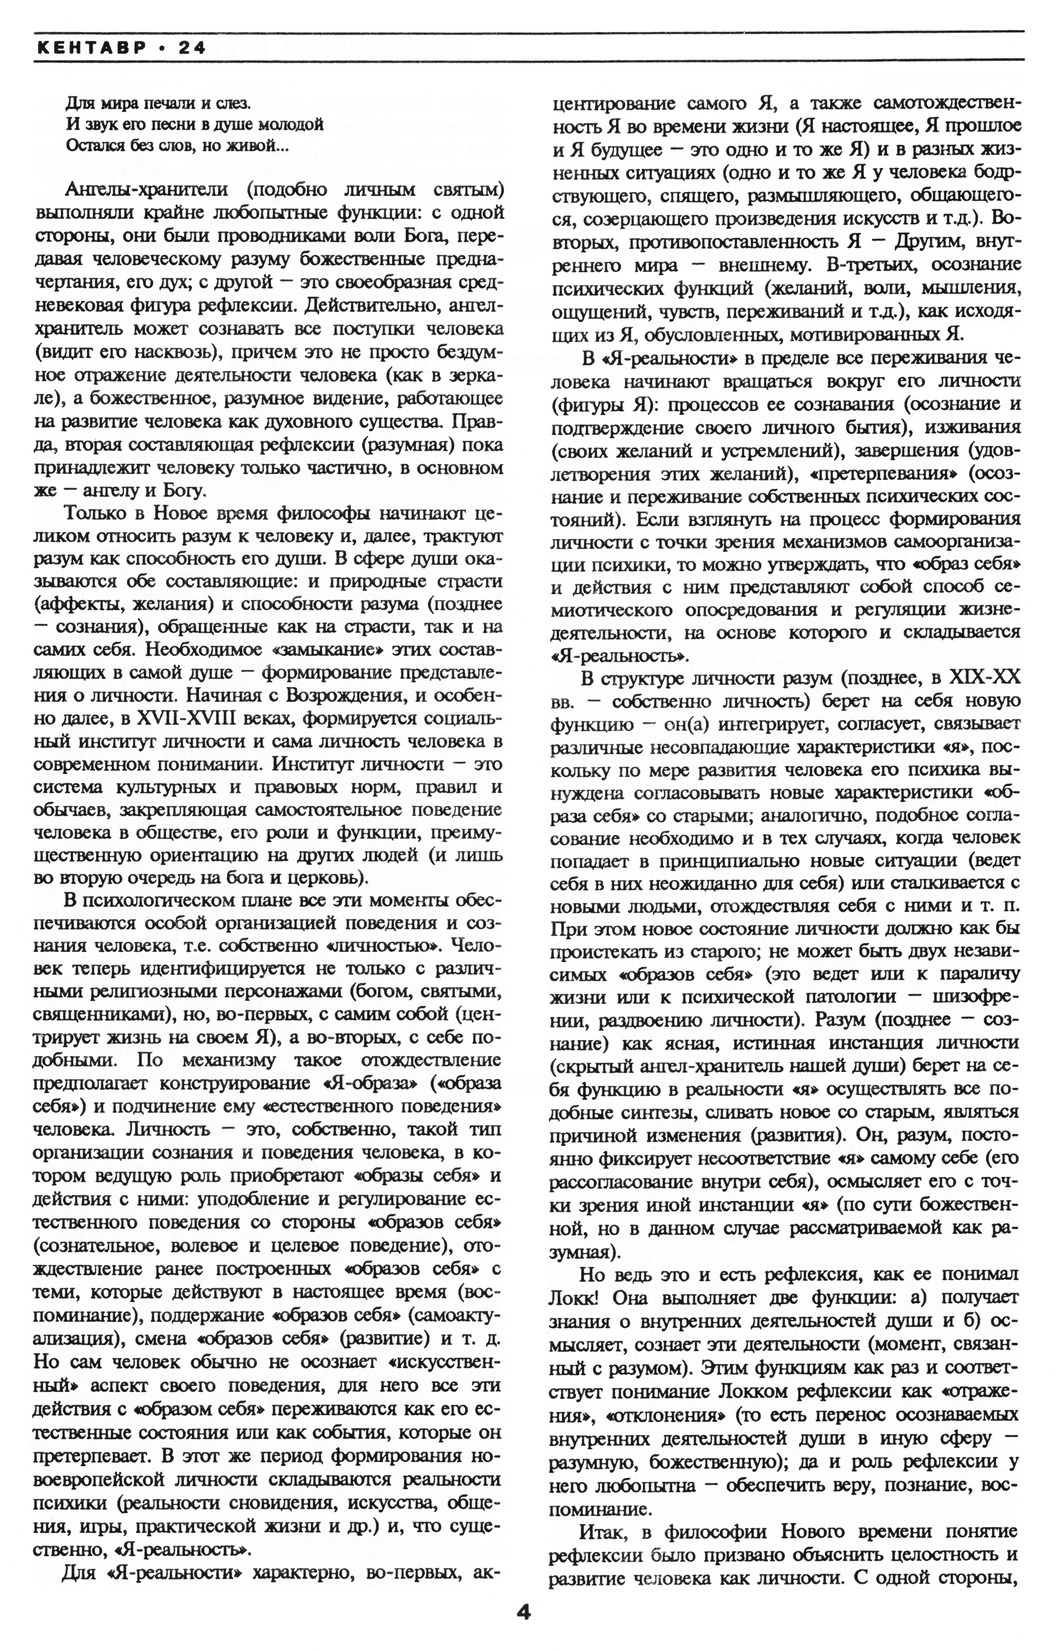 КЕНТАВР • 24
Для мира печали и слез.
И звук его песни в душе молодой
Остался без слов, но живой...
Ангелы-хранители (подобно личным святым)
выполняли крайне любопытные функции: с одной
стороны, они были проводниками воли Бога, пере-
давая человеческому разуму божественные предна-
чертания, его дух; с другой — это своеобразная сред-
невековая фигура рефлексии. Действительно, ангел-
хранитель может сознавать все поступки человека
(видит его насквозь), причем это не просто бездум-
ное отражение деятельности человека (как в зерка-
ле), а божественное, разумное видение, работающее
на развитие человека как духовного существа. Прав-
да, вторая составляющая рефлексии (разумная) пока
принадлежит человеку только частично, в основном
же — ангелу и Богу.
Только в Новое время философы начинают це-
ликом относить разум к человеку и, далее, трактуют
разум как способность его души. В сфере души ока-
зываются обе составляющие: и природные страсти
(аффекты, желания) и способности разума (позднее
— сознания), обращенные как на страсти, так и на
самих себя. Необходимое «замыкание» этих состав-
ляющих в самой душе — формирование представле-
ния о личности. Начиная с Возрождения, и особен-
но далее, в XVII-XVIII веках, формируется социаль-
ный институт личности и сама личность человека в
современном понимании. Институт личности — это
система культурных и правовых норм, правил и
обычаев, закрепляющая самостоятельное поведение
человека в обществе, его роли и функции, преиму-
щественную ориентацию на других людей (и лишь
во вторую очередь на бога и церковь).
В психологическом плане все эти моменты обес-
печиваются особой организацией поведения и соз-
нания человека, т.е. собственно «личностью». Чело-
век теперь идентифицируется не только с различ-
ными религиозными персонажами (богом, святыми,
священниками), но, во-первых, с самим собой (цен-
трирует жизнь на своем Я), а во-вторых, с себе по-
добными. По механизму такое отождествление
предполагает конструирование «Я-образа» («образа
себя») и подчинение ему «естественного поведения»
человека. Личность — это, собственно, такой тип
организации сознания и поведения человека, в ко-
тором ведущую роль приобретают «образы себя» и
действия с ними: уподобление и регулирование ес-
тественного поведения со стороны «образов себя»
(сознательное, волевое и целевое поведение), ото-
ждествление ранее построенных «образов себя» с
теми, которые действуют в настоящее время (вос-
поминание), поддержание «образов себя» (самоакту-
ализация), смена «образов себя» (развитие) и т. д.
Но сам человек обычно не осознает «искусствен-
ный» аспект своего поведения, для него все эти
действия с «образом себя» переживаются как его ес-
тественные состояния или как события, которые он
претерпевает. В этот же период формирования но-
воевропейской личности складываются реальности
психики (реальности сновидения, искусства, обще-
ния, игры, практической жизни и др.) и, что суще-
ственно, «Я-реальность».
Для «Я-реальности» характерно, во-первых, ак-
центирование самого Я, а также самотождествен-
ность Я во времени жизни (Я настоящее, Я прошлое
и Я будущее — это одно и то же Я) и в разных жиз-
ненных ситуациях (одно и то же Я у человека бодр-
ствующего, спящего, размышляющего, общающего-
ся, созерцающего произведения искусств и т.д.). Во-
вторых, противопоставленность Я — Другим, внут-
реннего мира — внешнему. В-третьих, осознание
психических функций (желаний, воли, мышления,
ощущений, чувств, переживаний и т.д.), как исходя-
щих из Я, обусловленных, мотивированных Я.
В «Я-реальности» в пределе все переживания че-
ловека начинают вращаться вокруг его личности
(фигуры Я): процессов ее сознавания (осознание и
подтверждение своего личного бытия), изживания
(своих желаний и устремлений), завершения (удов-
летворения этих желаний), «претерпевания» (осоз-
нание и переживание собственных психических сос-
тояний). Если взглянуть на процесс формирования
личности с точки зрения механизмов самоорганиза-
ции психики, то можно утверждать, что «образ себя»
и действия с ним представляют собой способ се-
миотического опосредования и регуляции жизне-
деятельности, на основе которого и складывается
«Я-реальность».
В структуре личности разум (позднее, в XIX-XX
вв. — собственно личность) берет на себя новую
функцию — он(а) интегрирует, согласует, связывает
различные несовпадающие характеристики «я», пос-
кольку по мере развития человека его психика вы-
нуждена согласовывать новые характеристики «об-
раза себя» со старыми; аналогично, подобное согла-
сование необходимо и в тех случаях, когда человек
попадает в принципиально новые ситуации (ведет
себя в них неожиданно для себя) или сталкивается с
новыми людьми, отождествляя себя с ними и т. п.
При этом новое состояние личности должно как бы
проистекать из старого; не может быть двух незави-
симых «образов себя» (это ведет или к параличу
жизни или к психической патологии — шизофре-
нии, раздвоению личности). Разум (позднее — соз-
нание) как ясная, истинная инстанция личности
(скрытый ангел-хранитель нашей души) берет на се-
бя функцию в реальности «я» осуществлять все по-
добные синтезы, сливать новое со старым, являться
причиной изменения (развития). Он, разум, посто-
янно фиксирует несоответствие «я» самому себе (его
рассогласование внутри себя), осмысляет его с точ-
ки зрения иной инстанции «я» (по сути божествен-
ной, но в данном случае рассматриваемой как ра-
зумная).
Но ведь это и есть рефлексия, как ее понимал
Локк! Она выполняет две функции: а) получает
знания о внутренних деятельностей души и б) ос-
мысляет, сознает эти деятельности (момент, связан-
ный с разумом). Этим функциям как раз и соответ-
ствует понимание Локком рефлексии как «отраже-
ния», «отклонения» (то есть перенос осознаваемых
внутренних деятельностей души в иную сферу —
разумную, божественную); да и роль рефлексии у
него любопытна — обеспечить веру, познание, вос-
поминание.
Итак, в философии Нового времени понятие
рефлексии было призвано объяснить целостность и
развитие человека как личности. С одной стороны,
4